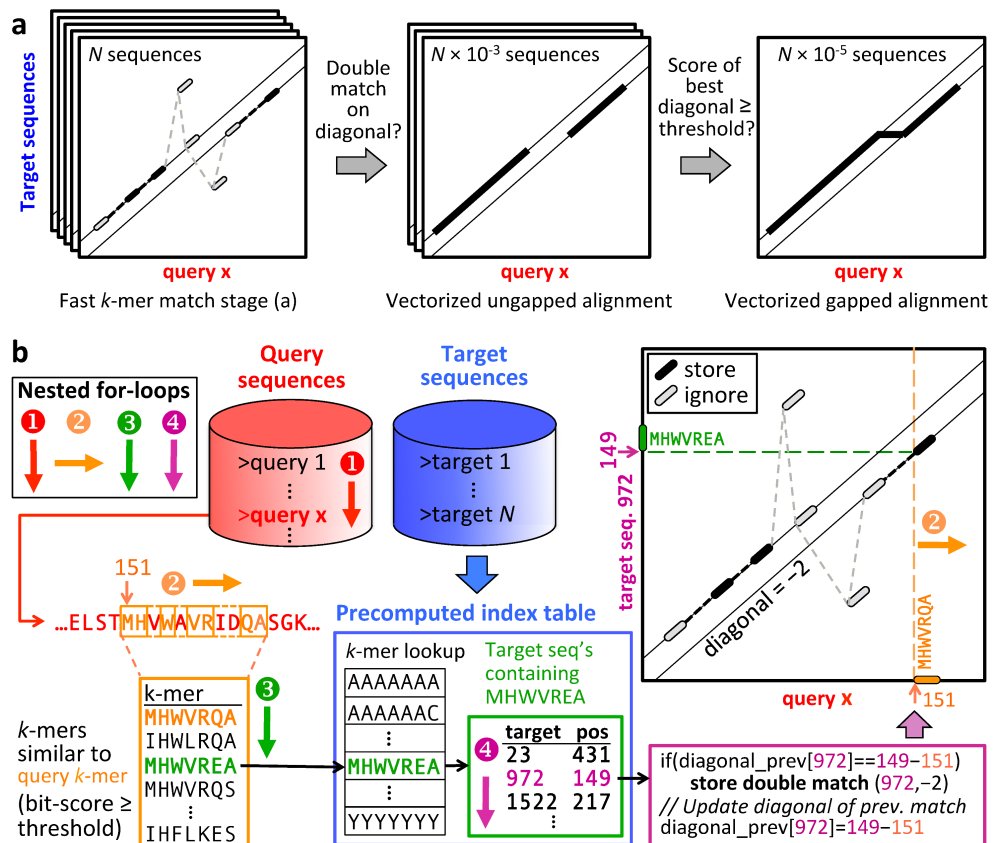 a
Target sequences
N sequences
Double
match
on
diagonal?
N × 10-3 sequences
Score of
best
diagonal ≥
threshold?
N × 10-5 sequences
query x
query x
query x
Fast k-mer match stage (a)
Vectorized ungapped alignment
Vectorized gapped alignment
b
Nested for-loops
1 2 3 4
Query
sequences
>query 1
⋮
>query x
⋮
1
Target
sequences
>target 1
⋮
>target N
151
2
…ELSTMHVWAVRIDQASGK…
k-mers
similar to
query k-mer
(bit-score ≥
threshold)
k-mer
MHWVRQA
IHWLRQA
MHWVREA
MHWVRQS
⋮
IHFLKES
3
Precomputed index table
k-mer lookup
AAAAAAA
AAAAAAC
⋮
MHWVREA
⋮
YYYYYYY
Target seq's
containing
MHWVREA
4
target pos
23 431
972 149
1522 217
⋮
store
ignore
MHWVREA
149
target seq. 972
diagonal = −2
2
MHWVRQA
query x
151
if(diagonal_prev[972]==149−151)
store double match (972,−2)
// Update diagonal of prev. match
diagonal_prev[972]=149−151